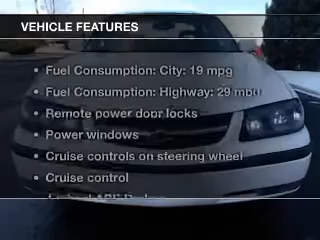 VEHICLE FEATURES
• Fuel Consumption: City: 19 mpg
• Fuel Consumption: Highway: 29 mpg
• Remote power door locks
• Power windows
• Cruise controls on steering wheel
• Cruise control